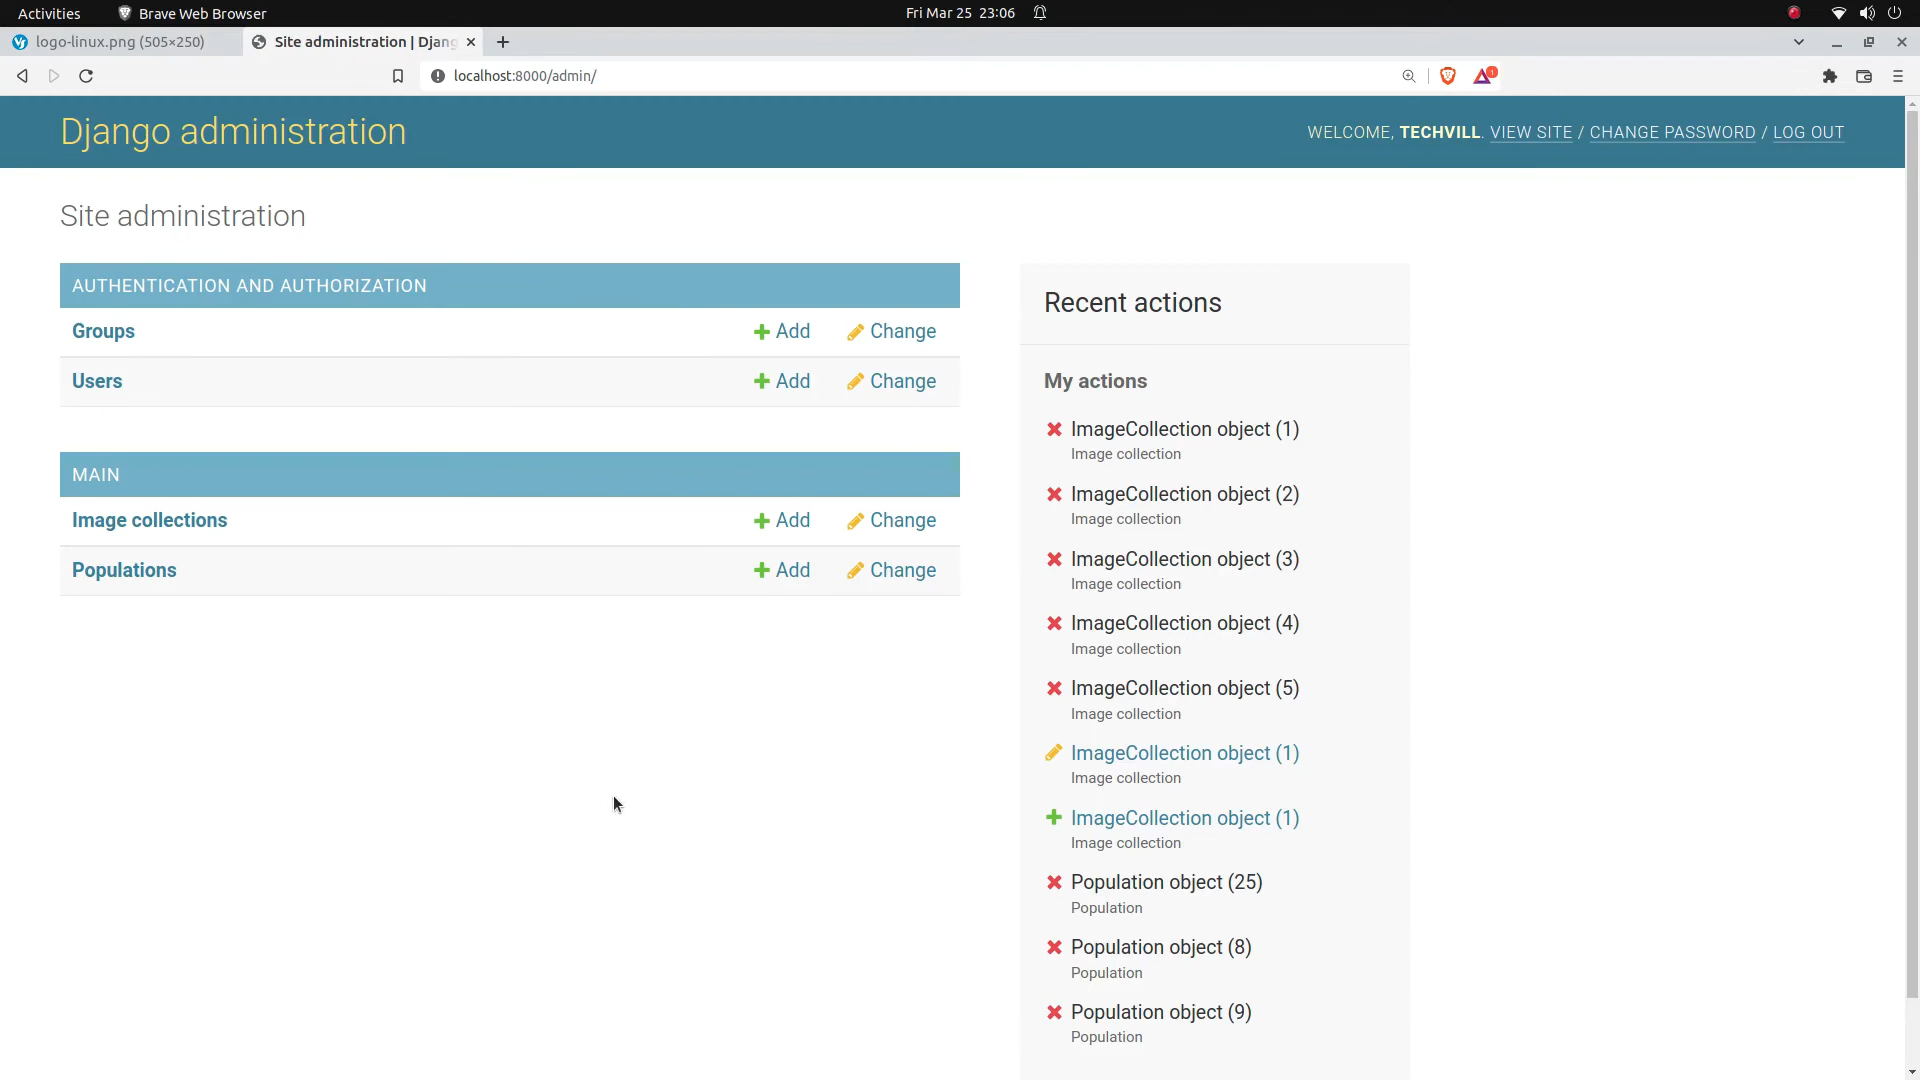 Activities
Brave Web Browser
Fri Mar 25 23:06
logo-linux.png (505×250)
Site administration | Djang
localhost:8000/admin/
1
Django administration
WELCOME, TECHVILL. VIEW SITE / CHANGE PASSWORD / LOG OUT
Site administration
AUTHENTICATION AND AUTHORIZATION
Groups
Add
Change
Users
Add
Change
MAIN
Image collections
Add
Change
Populations
Add
Change
Recent actions
My actions
ImageCollection object (1)
Image collection
ImageCollection object (2)
Image collection
ImageCollection object (3)
Image collection
ImageCollection object (4)
Image collection
ImageCollection object (5)
Image collection
ImageCollection object (1)
Image collection
ImageCollection object (1)
Image collection
Population object (25)
Population
Population object (8)
Population
Population object (9)
Population